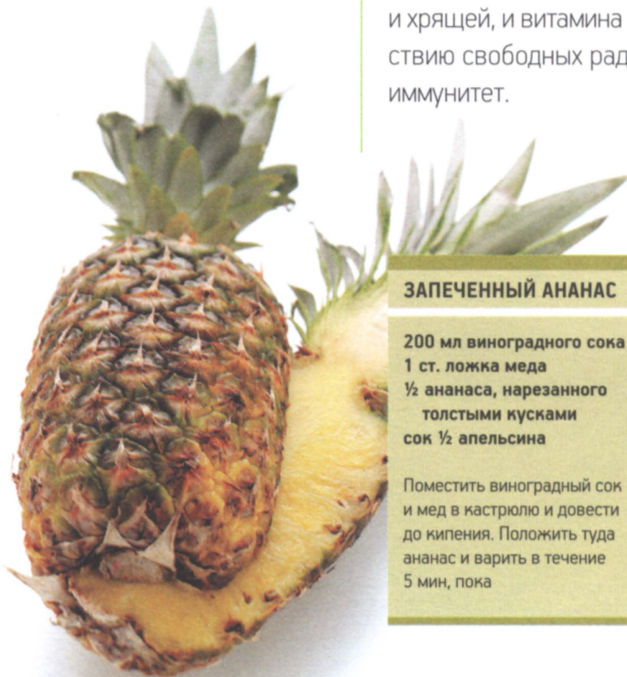 и хрящей, и витамина
ствию свободных рад
иммунитет.
ЗАПЕЧЕННЫЙ АНАНАС
200 мл виноградного сока
1 ст. ложка меда
½ ананаса, нарезанного
толстыми кусками
сок ½ апельсина
Поместить виноградный сок
и мед в кастрюлю и довести
до кипения. Положить туда
ананас и варить в течение
5 мин, пока